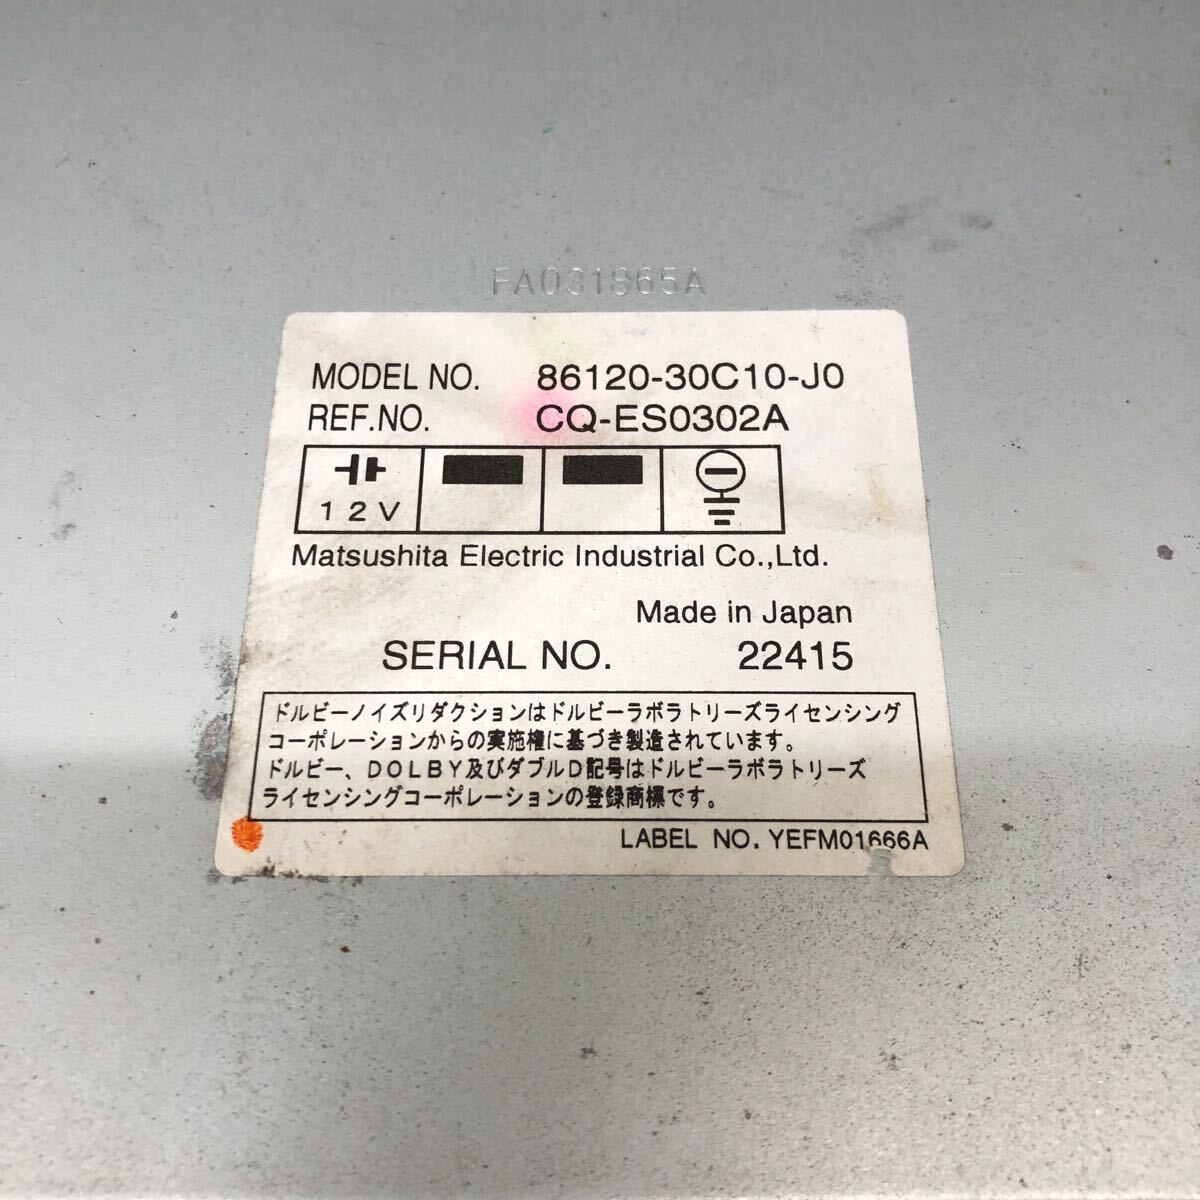 FA031865A
MODEL NO. 86120-30C10-J0
REF.NO. CQ-ES0302A
12V
Matsushita Electric Industrial Co.,Ltd.
Made in Japan
SERIAL NO. 22415
ドルビーノイズリダクションはドルビーラボラトリーズライセンシング
コーポレーションからの実施権に基づき製造されています。
ドルビー、DOLBY及びダブルD記号はドルビーラボラトリーズ
ライセンシングコーポレーションの登録商標です。
LABEL NO. YEFM01666A